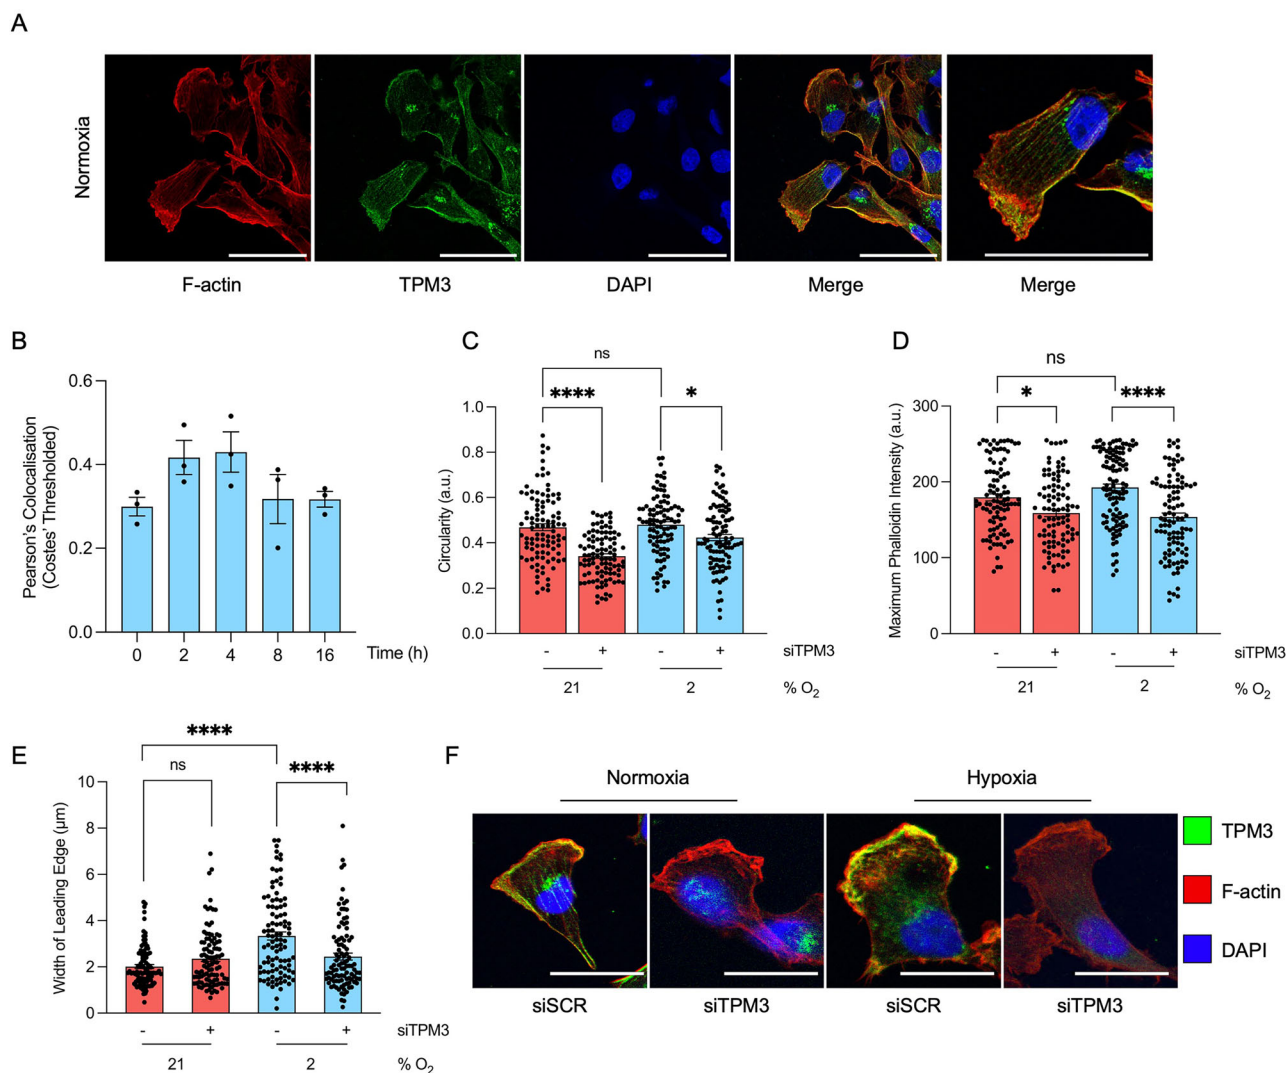 A
Normoxia
F-actin
TPM3
DAPI
Merge
Merge
B
Pearson's Colocalisation
(Costes' Thresholded)
0.6
0.4
0.2
0.0
0
2
4
8
16
Time (h)
C
ns
****
*
Circularity (a.u.)
1.0
0.8
0.6
0.4
0.2
0.0
- + - + siTPM3
21 2 % O2
D
ns
*
****
Maximum Phalloidin Intensity (a.u.)
300
200
100
0
- + - + siTPM3
21 2 % O2
E
****
ns
****
Width of Leading Edge (µm)
10
8
6
4
2
0
- + - + siTPM3
21 2 % O2
F
Normoxia
Hypoxia
siSCR
siTPM3
siSCR
siTPM3
TPM3
F-actin
DAPI